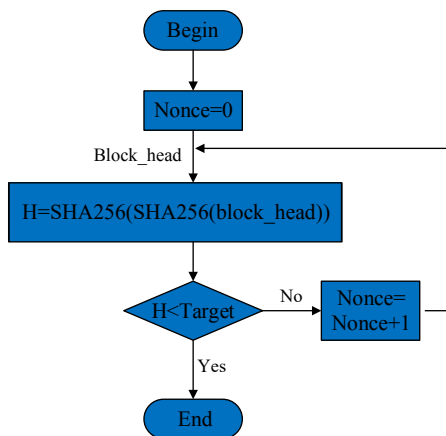 Begin
Nonce=0
Block_head
H=SHA256(SHA256(block_head))
H<Target
No
Nonce=
Nonce+1
Yes
End